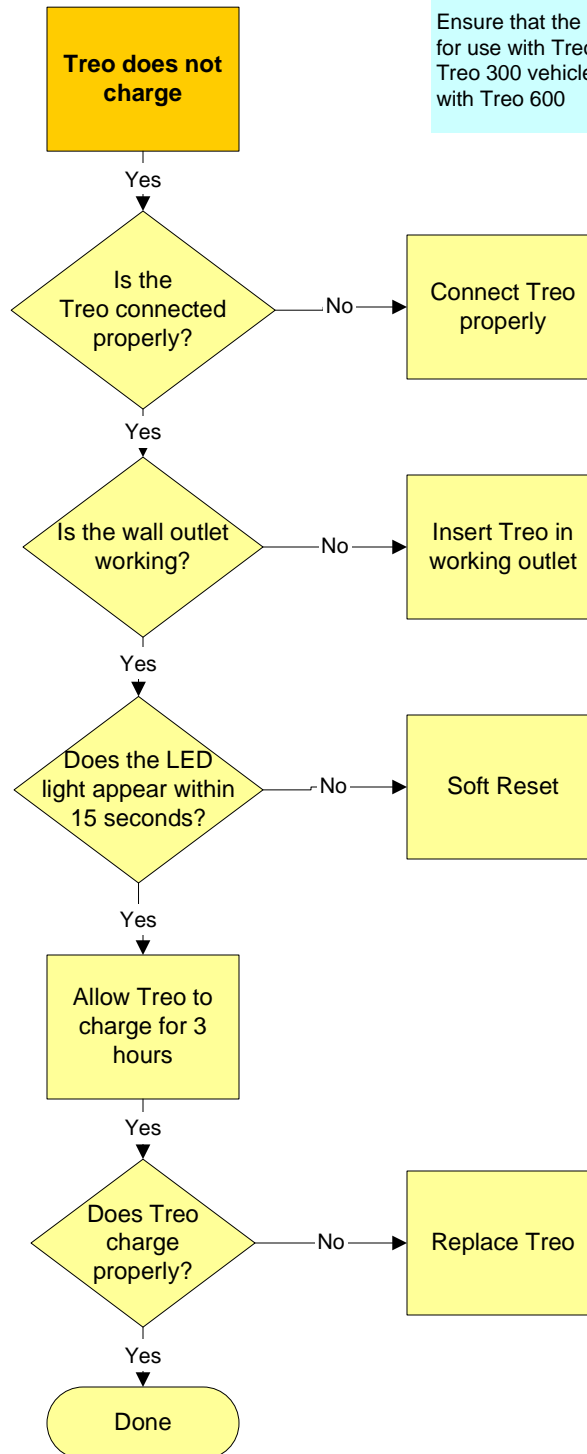 Treo does not
charge
Ensure that the
for use with Treo
Treo 300 vehicle
with Treo 600
Yes
Is the
Treo connected
properly?
No
Connect Treo
properly
Yes
Is the wall outlet
working?
No
Insert Treo in
working outlet
Yes
Does the LED
light appear within
15 seconds?
No
Soft Reset
Yes
Allow Treo to
charge for 3
hours
Yes
Does Treo
charge
properly?
No
Replace Treo
Yes
Done